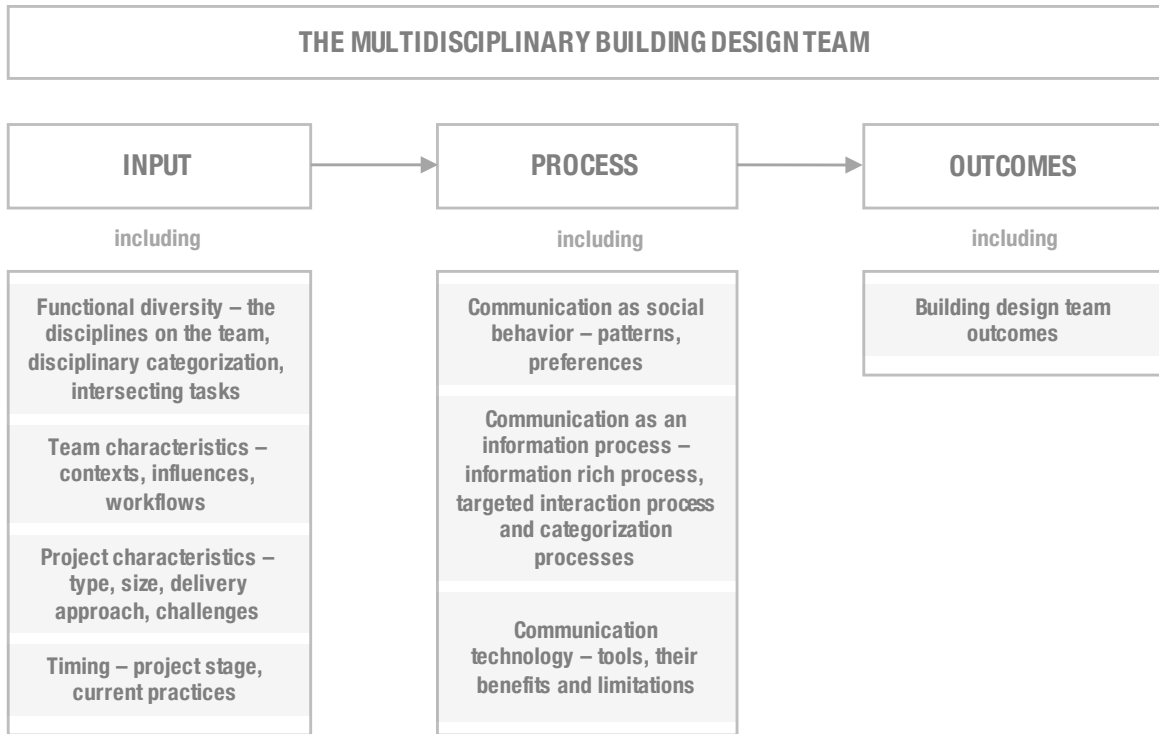 THE MULTIDISCIPLINARY BUILDING DESIGN TEAM
INPUT
PROCESS
OUTCOMES
including
including
including
Functional diversity – the
disciplines on the team,
disciplinary categorization,
intersecting tasks
Team characteristics –
contexts, influences,
workflows
Project characteristics –
type, size, delivery
approach, challenges
Timing – project stage,
current practices
Communication as social
behavior – patterns,
preferences
Communication as an
information process –
information rich process,
targeted interaction process
and categorization
processes
Communication
technology – tools, their
benefits and limitations
Building design team
outcomes